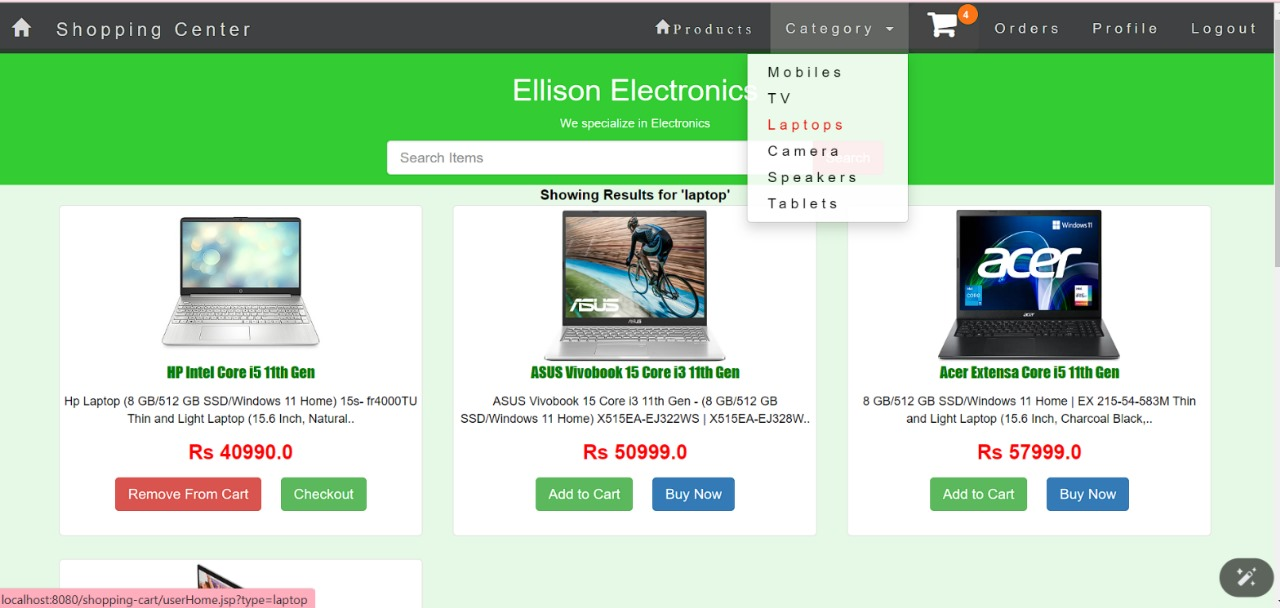 Shopping Center
Products
Category
4
Orders
Profile
Logout
Mobiles
TV
Laptops
Camera
Speakers
Tablets
Ellison Electronics
We specialize in Electronics
Search Items
Search
Showing Results for 'laptop'
HP Intel Core i5 11th Gen
Hp Laptop (8 GB/512 GB SSD/Windows 11 Home) 15s- fr4000TU
Thin and Light Laptop (15.6 Inch, Natural..
Rs 40990.0
Remove From Cart
Checkout
ASUS
ASUS Vivobook 15 Core i3 11th Gen
ASUS Vivobook 15 Core i3 11th Gen - (8 GB/512 GB
SSD/Windows 11 Home) X515EA-EJ322WS | X515EA-EJ328W..
Rs 50999.0
Add to Cart
Buy Now
Windows 11
acer
Acer Extensa Core i5 11th Gen
8 GB/512 GB SSD/Windows 11 Home | EX 215-54-583M Thin
and Light Laptop (15.6 Inch, Charcoal Black,..
Rs 57999.0
Add to Cart
Buy Now
localhost:8080/shopping-cart/userHome.jsp?type=laptop